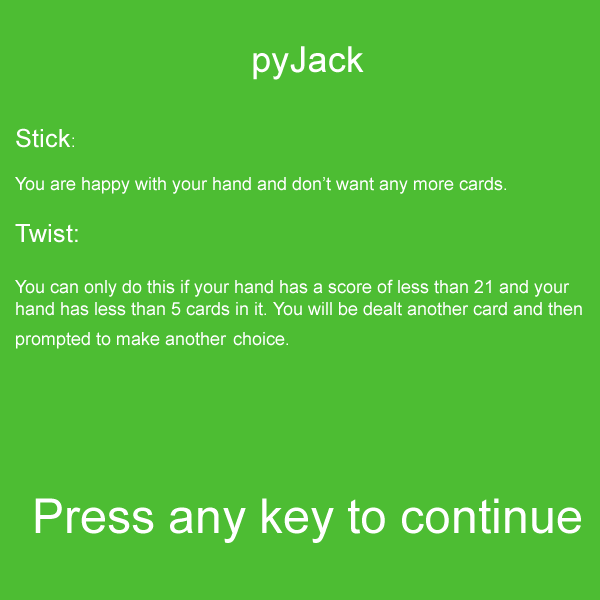 pyJack
Stick:
You are happy with your hand and don’t want any more cards.
Twist:
You can only do this if your hand has a score of less than 21 and your
hand has less than 5 cards in it. You will be dealt another card and then
prompted to make another choice.
Press any key to continue